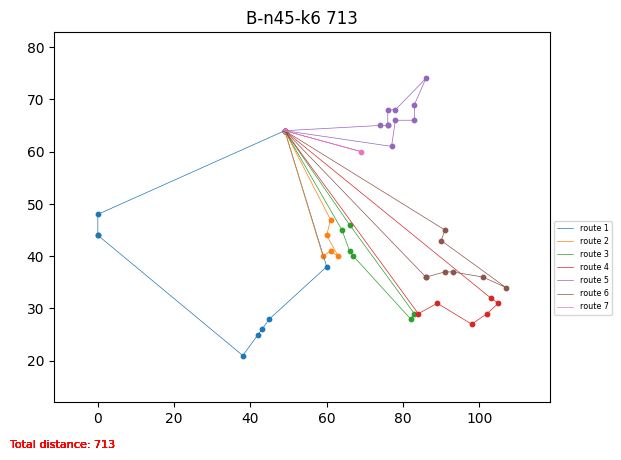 B-n45-k6 713
80
70
60
50
40
30
20
0 20 40 60 80 100
route 1
route 2
route 3
route 4
route 5
route 6
route 7
Total distance: 713